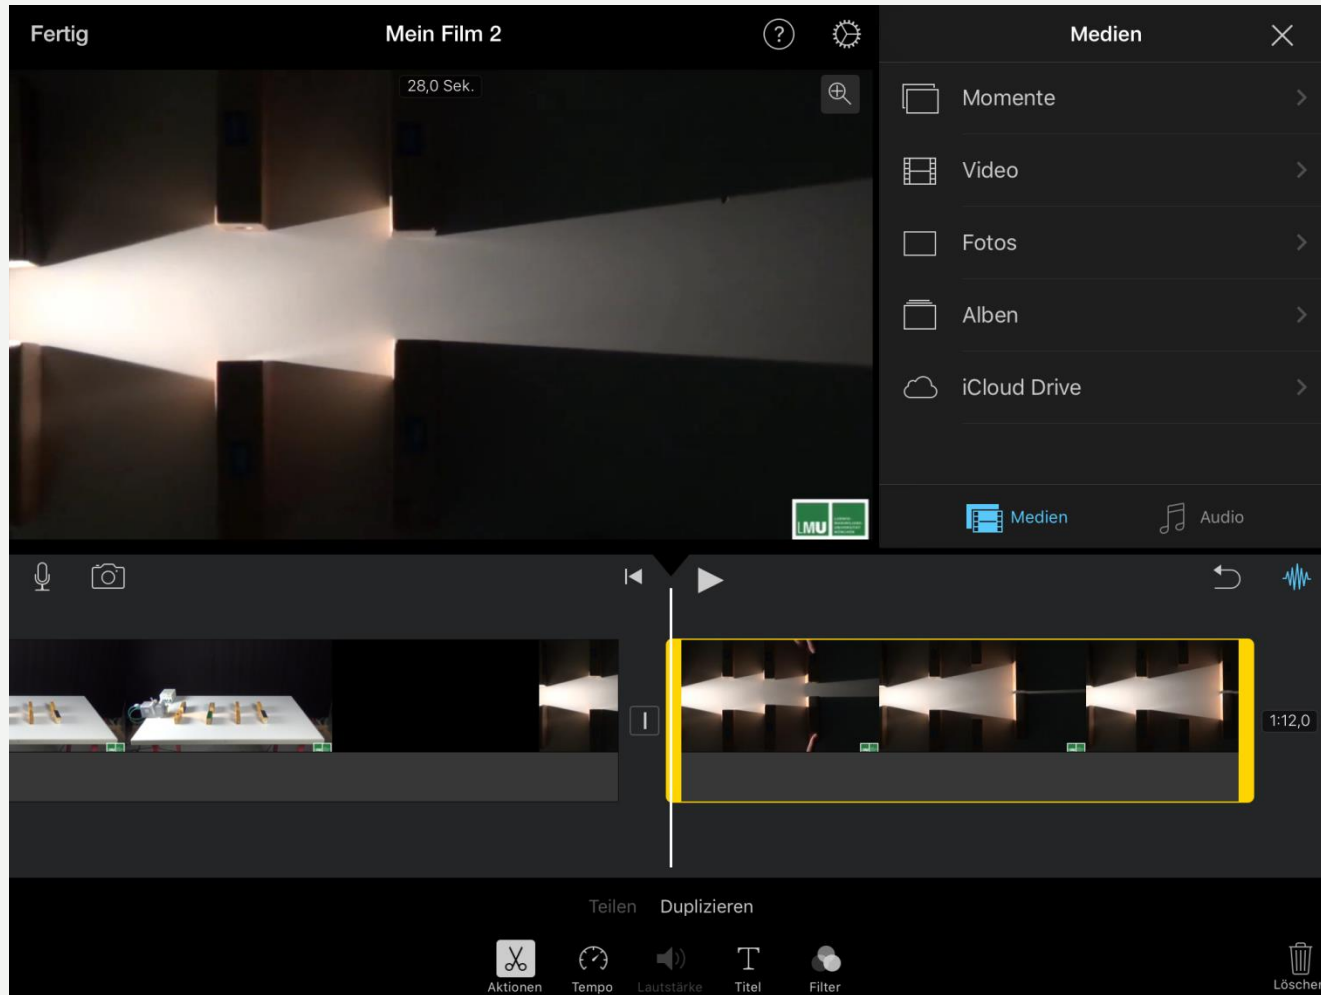 Fertig
Mein Film 2
?
28,0 Sek.
Medien
Momente
Video
Fotos
Alben
iCloud Drive
Medien
Audio
LMU
1:12,0
Teilen
Duplizieren
Aktionen
Tempo
Lautstärke
Titel
Filter
Löschen